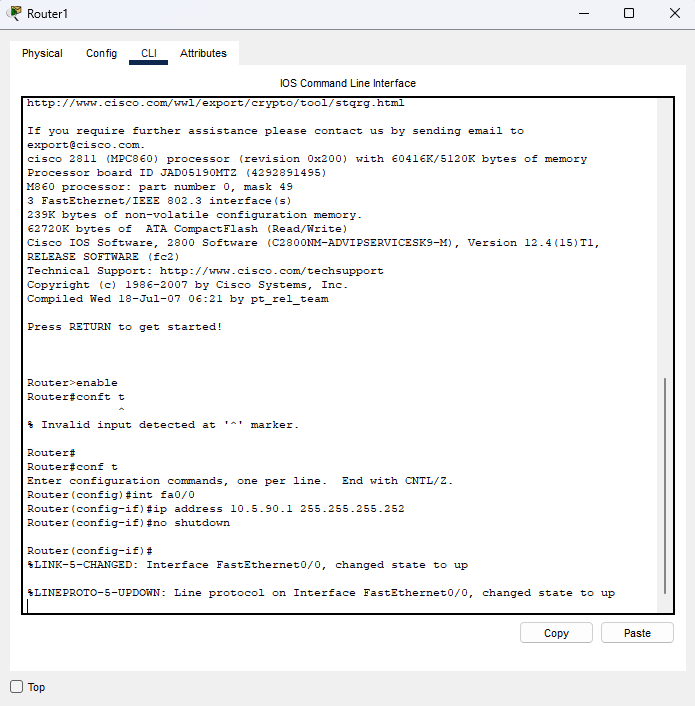 Router1
Physical Config CLI Attributes
IOS Command Line Interface
http://www.cisco.com/wwl/export/crypto/tool/stqrg.html
If you require further assistance please contact us by sending email to
export@cisco.com.
cisco 2811 (MPC860) processor (revision 0x200) with 60416K/5120K bytes of memory
Processor board ID JAD05190MTZ (4292891495)
M860 processor: part number 0, mask 49
3 FastEthernet/IEEE 802.3 interface(s)
239K bytes of non-volatile configuration memory.
62720K bytes of  ATA CompactFlash (Read/Write)
Cisco IOS Software, 2800 Software (C2800NM-ADVIPSERVICESK9-M), Version 12.4(15)T1,
RELEASE SOFTWARE (fc2)
Technical Support: http://www.cisco.com/techsupport
Copyright (c) 1986-2007 by Cisco Systems, Inc.
Compiled Wed 18-Jul-07 06:21 by pt_rel_team
Press RETURN to get started!
Router>enable
Router#conft t
^
% Invalid input detected at '^' marker.
Router#
Router#conf t
Enter configuration commands, one per line.  End with CNTL/Z.
Router(config)#int fa0/0
Router(config-if)#ip address 10.5.90.1 255.255.255.252
Router(config-if)#no shutdown
Router(config-if)#
%LINK-5-CHANGED: Interface FastEthernet0/0, changed state to up
%LINEPROTO-5-UPDOWN: Line protocol on Interface FastEthernet0/0, changed state to up
Copy Paste
Top